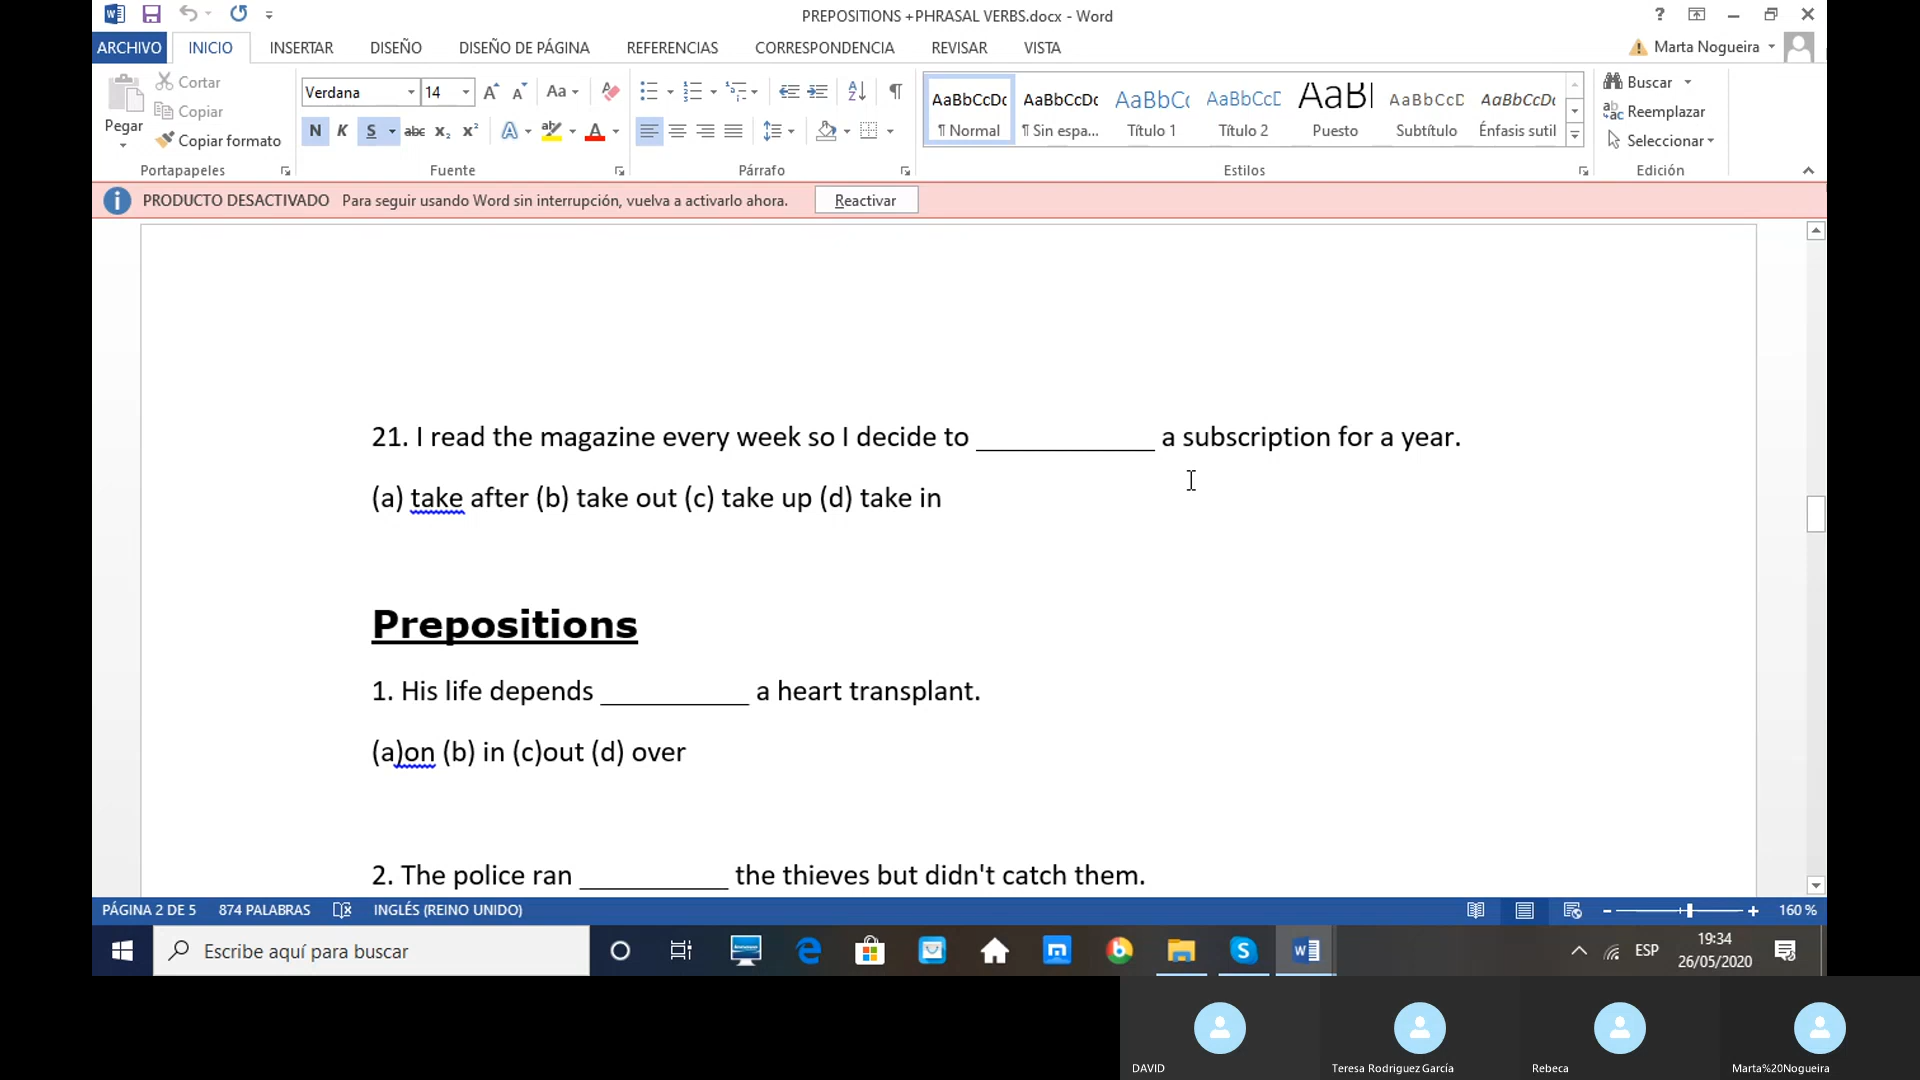 PREPOSITIONS +PHRASAL VERBS.docx - Word
ARCHIVO INICIO INSERTAR DISEÑO DISEÑO DE PÁGINA REFERENCIAS CORRESPONDENCIA REVISAR VISTA Marta Nogueira
Pegar Cortar
Copiar
Copiar formato
Verdana 14
N K S abc x₂ x²
AaBbCcDc AaBbCcDc AaBbCc AaBbCcD AaBl AaBbCcD AaBbCcDc
¶ Normal ¶ Sin espa... Título 1 Título 2 Puesto Subtítulo Énfasis sutil
Buscar
Reemplazar
Seleccionar
Portapapeles Fuente Párrafo Estilos Edición
PRODUCTO DESACTIVADO Para seguir usando Word sin interrupción, vuelva a activarlo ahora. Reactivar
21. I read the magazine every week so I decide to ____________ a subscription for a year.
(a) take after (b) take out (c) take up (d) take in
Prepositions
1. His life depends __________ a heart transplant.
(a)on (b) in (c)out (d) over
2. The police ran __________ the thieves but didn't catch them.
PÁGINA 2 DE 5 874 PALABRAS INGLÉS (REINO UNIDO) 160 %
Escribe aquí para buscar ESP 19:34
26/05/2020
DAVID Teresa Rodriguez García Rebeca Marta%20Nogueira